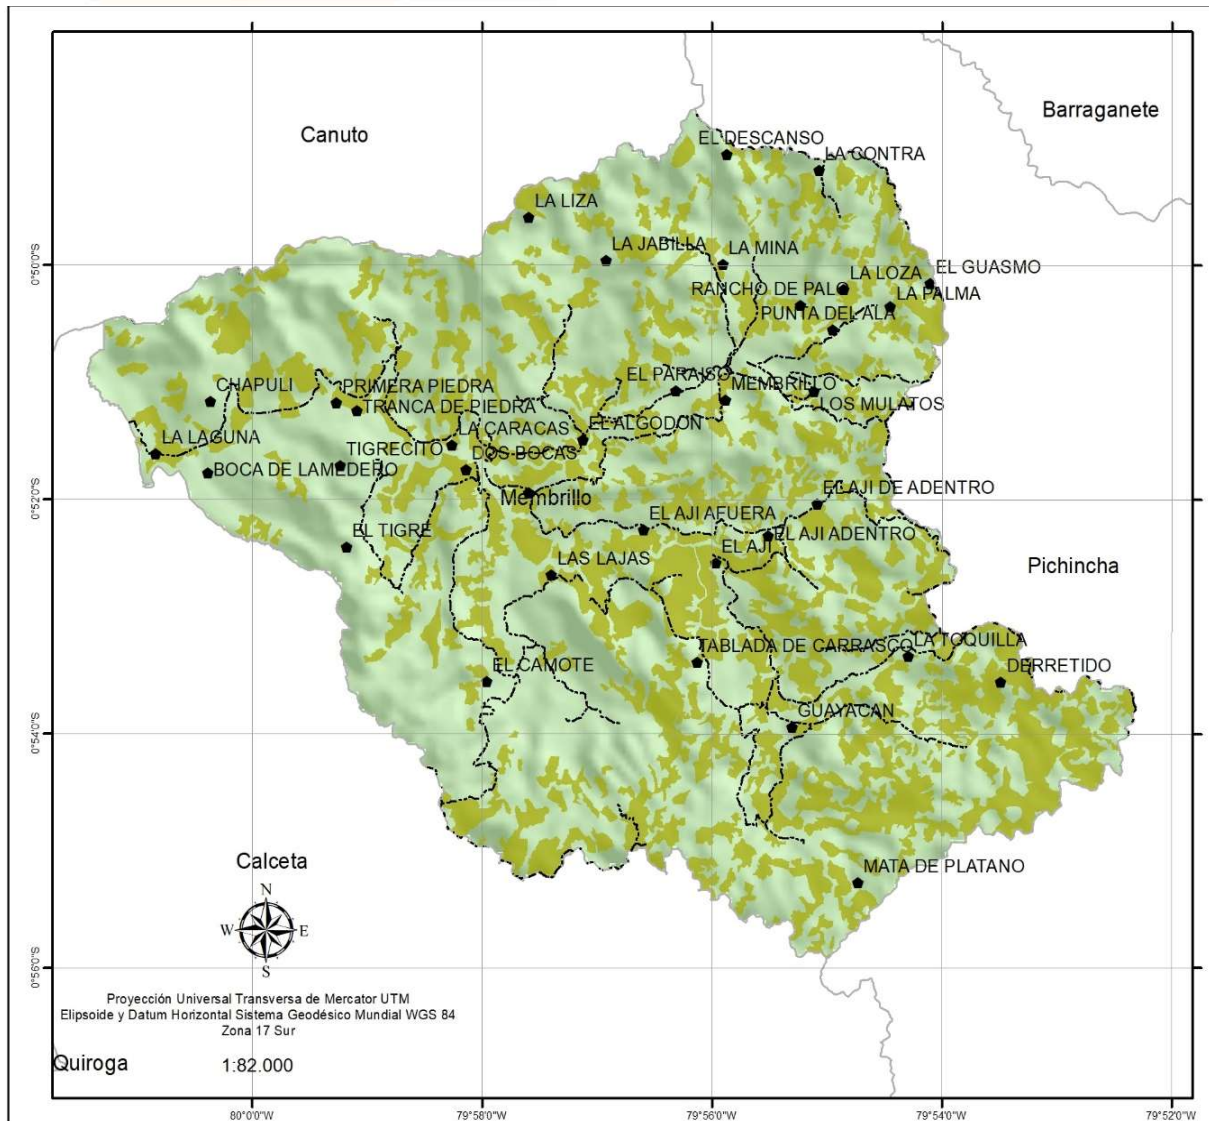 Barraganete
Canuto
EL DESCANSO
LA CONTRA
LA LIZA
LA JABILLA
LA MINA
0°50'0"S
LA LOZA
EL GUASMO
RANCHO DE PALO
LA PALMA
PUNTA DEL ALA
EL PARAISO
MEMBRILLO
CHAPULI
PRIMERA PIEDRA
TRANCA DE PIEDRA
LOS MULATOS
LA CARACAS
EL ALGODON
LA LAGUNA
TIGRECITO
DOS BOCAS
BOCA DE LAMEDERO
0°52'0"S
Membrillo
EL AJI DE ADENTRO
EL AJI AFUERA
EL TIGRE
EL AJI ADENTRO
EL AJI
LAS LAJAS
Pichincha
TABLADA DE CARRASCO
LA TOQUILLA
EL CAMOTE
DERRETIDO
GUAYACAN
0°54'0"S
Calceta
MATA DE PLATANO
N
W
E
S
0°56'0"S
Proyección Universal Transversa de Mercator UTM
Elipsoide y Datum Horizontal Sistema Geodésico Mundial WGS 84
Zona 17 Sur
Quiroga
1:82.000
80°0'0"W
79°58'0"W
79°56'0"W
79°54'0"W
79°52'0"W